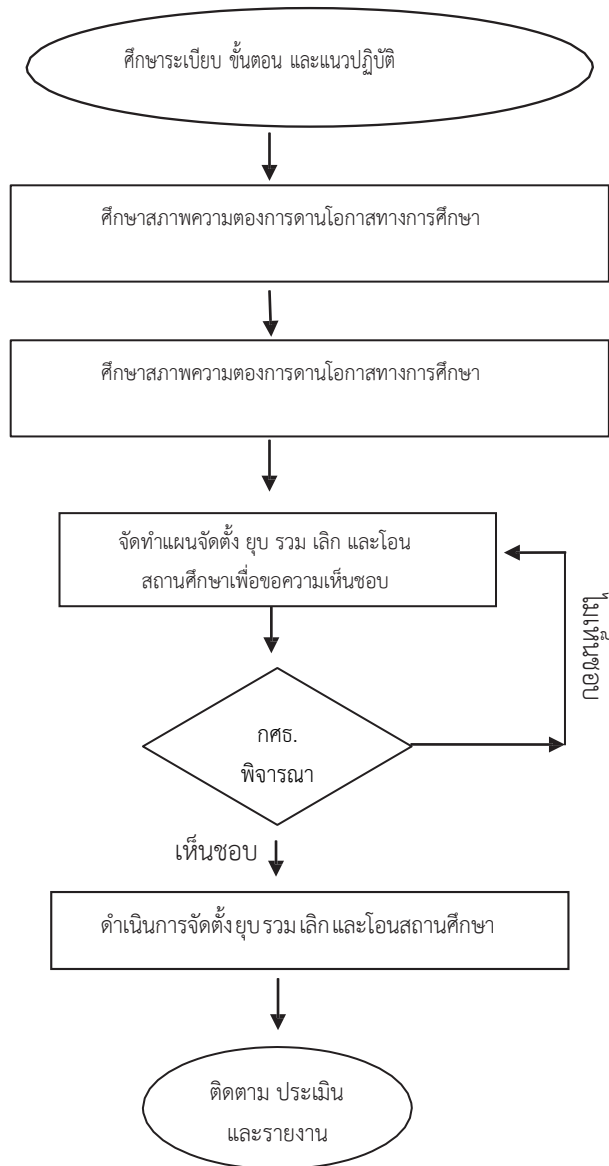 ศึกษาระเบียบ ขั้นตอน และแนวปฏิบัติ
ศึกษาสภาพความตองการดานโอกาสทางการศึกษา
ศึกษาสภาพความตองการดานโอกาสทางการศึกษา
จัดทำแผนจัดตั้ง ยุบ รวม เลิก และโอน
สถานศึกษาเพื่อขอความเห็นชอบ
ไมเห็นชอบ
กศธ.
พิจารณา
เห็นชอบ
ดำเนินการจัดตั้ง ยุบ รวม เลิก และโอนสถานศึกษา
ติดตาม ประเมิน
และรายงาน